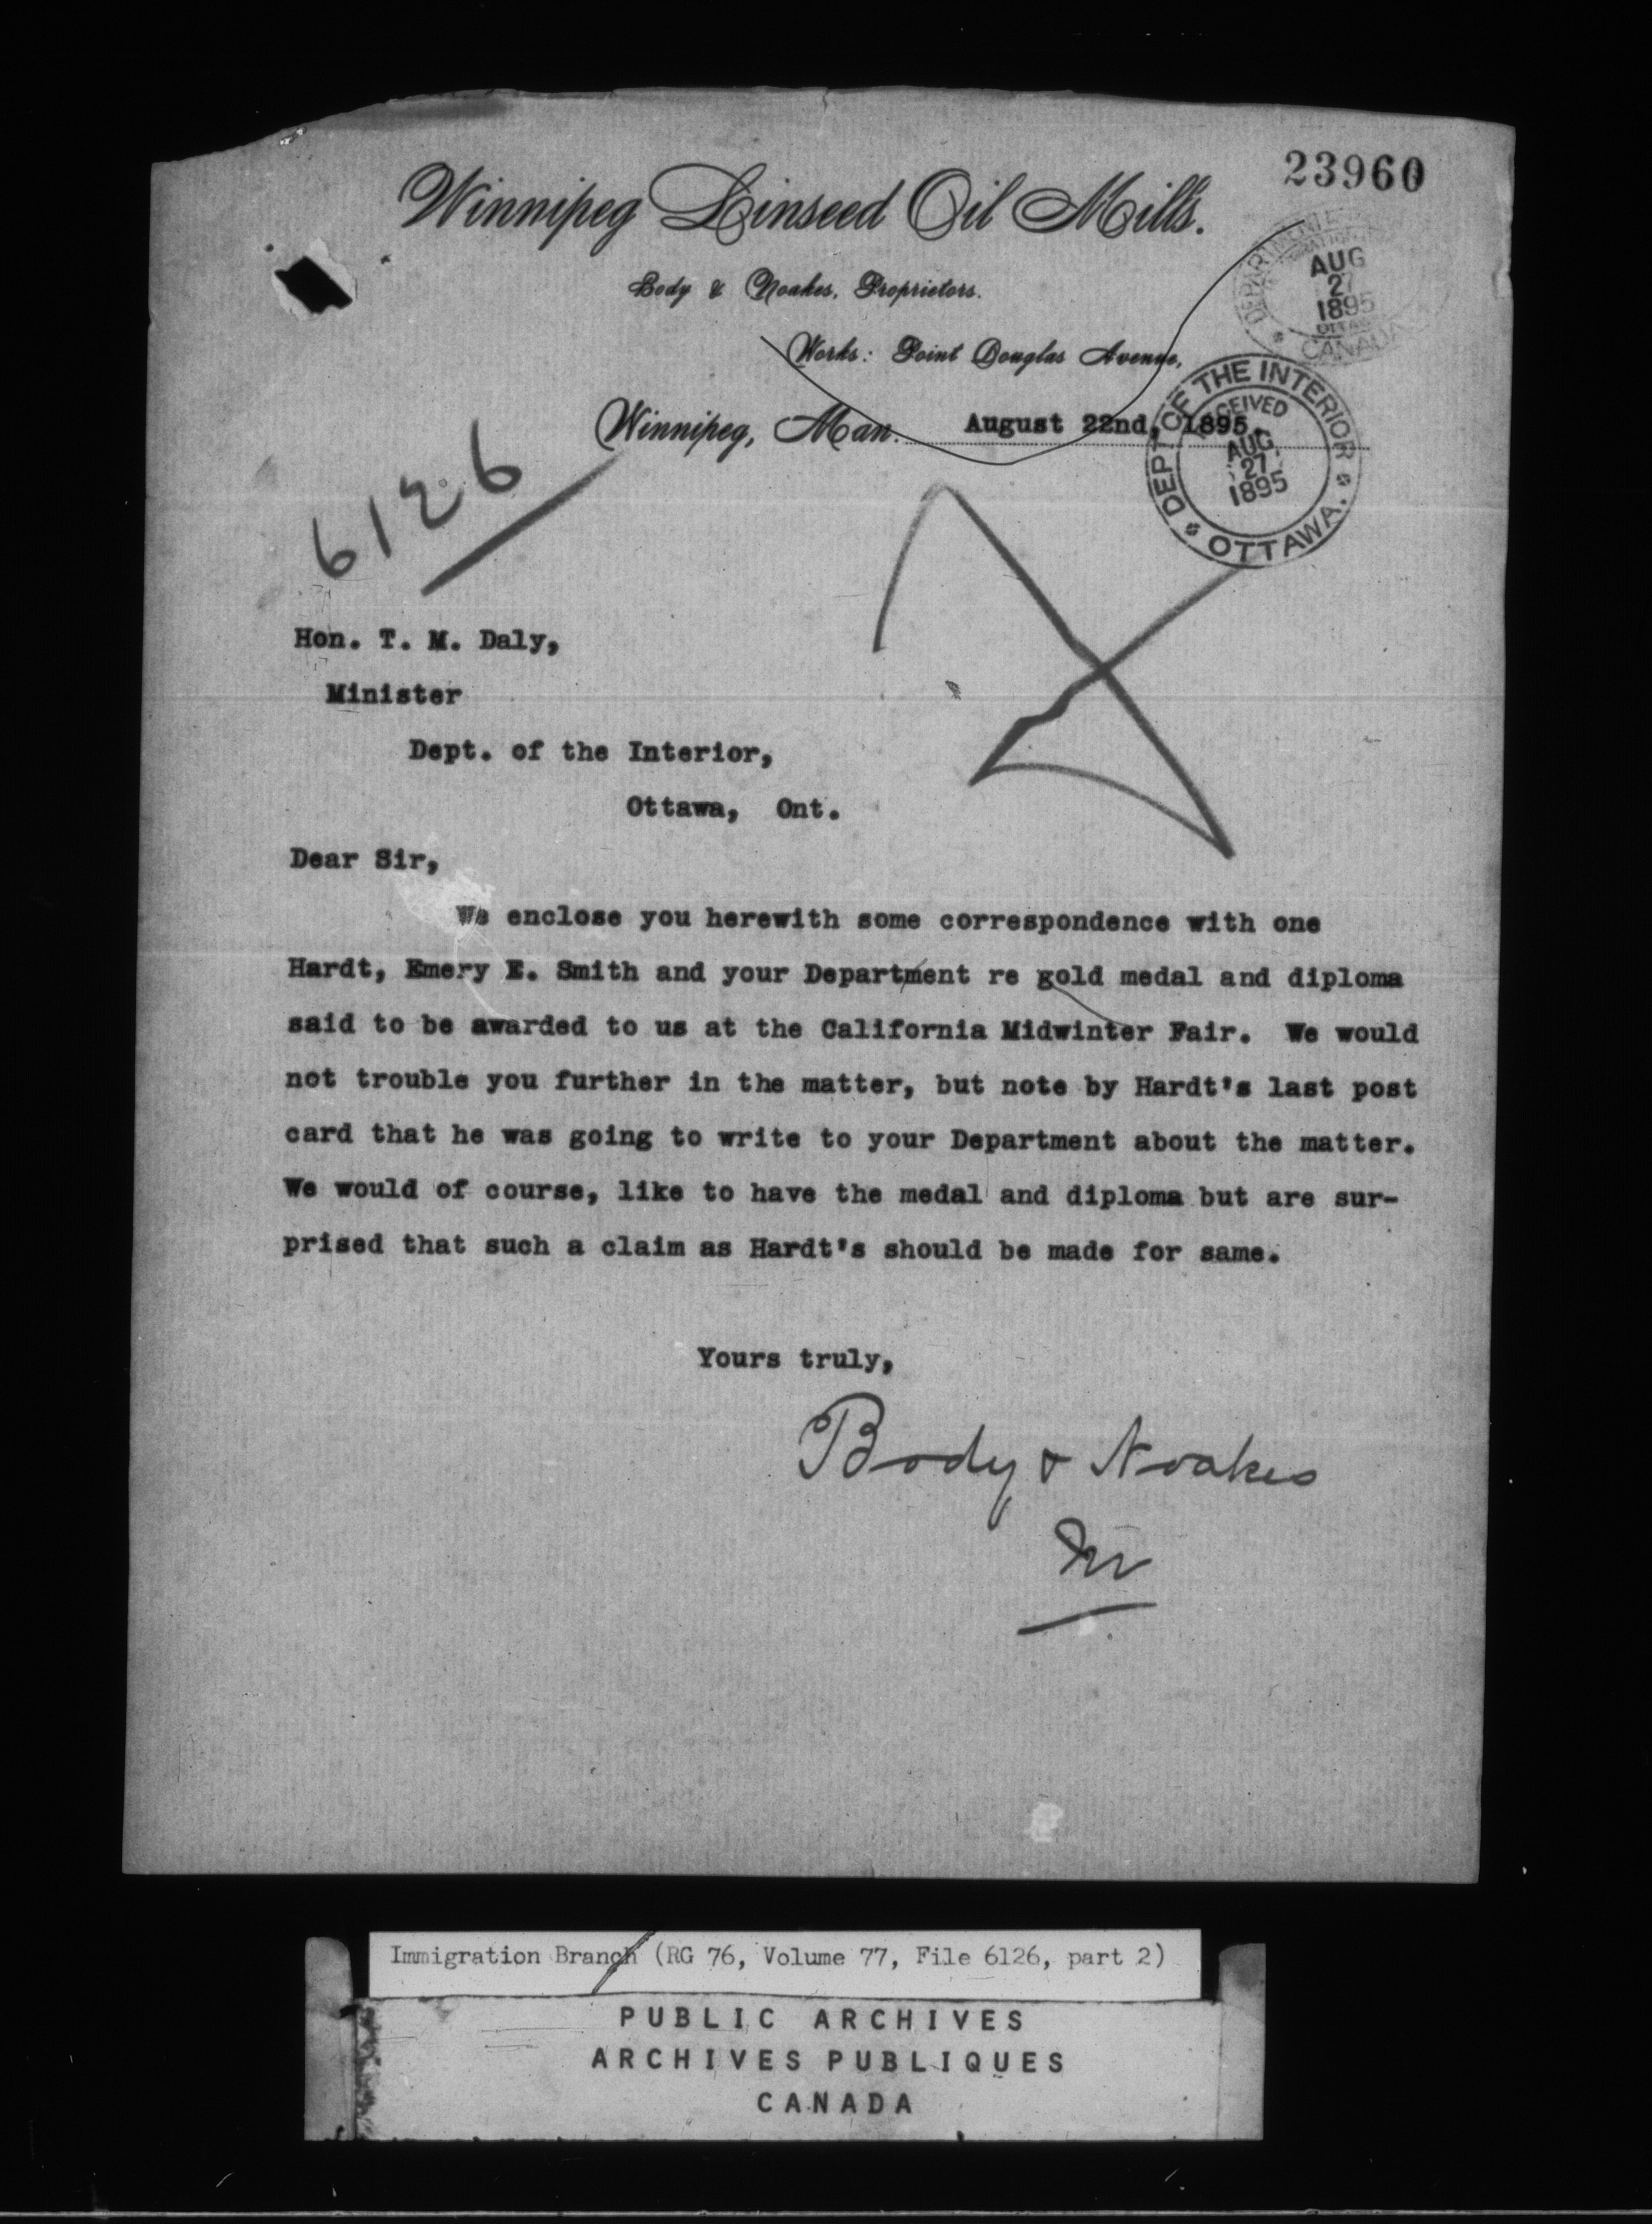 23960
Winnipeg Linseed Oil Mills.
Body & Noakes, Proprietors.
Works: Point Douglas Avenue,
Winnipeg, Man. August 22nd, 1895.
AUG
27
1895
OTTAWA
CANADA
DEPT OF THE INTERIOR
RECEIVED
AUG
27
1895
OTTAWA.
6126
Hon. T. M. Daly,
Minister
Dept. of the Interior,
Ottawa, Ont.
Dear Sir,
We enclose you herewith some correspondence with one
Hardt, Emery E. Smith and your Department re gold medal and diploma
said to be awarded to us at the California Midwinter Fair. We would
not trouble you further in the matter, but note by Hardt's last post
card that he was going to write to your Department about the matter.
We would of course, like to have the medal and diploma but are sur-
prised that such a claim as Hardt's should be made for same.
Yours truly,
Body & Noakes
Immigration Branch (RG 76, Volume 77, File 6126, part 2)
PUBLIC ARCHIVES
ARCHIVES PUBLIQUES
CANADA